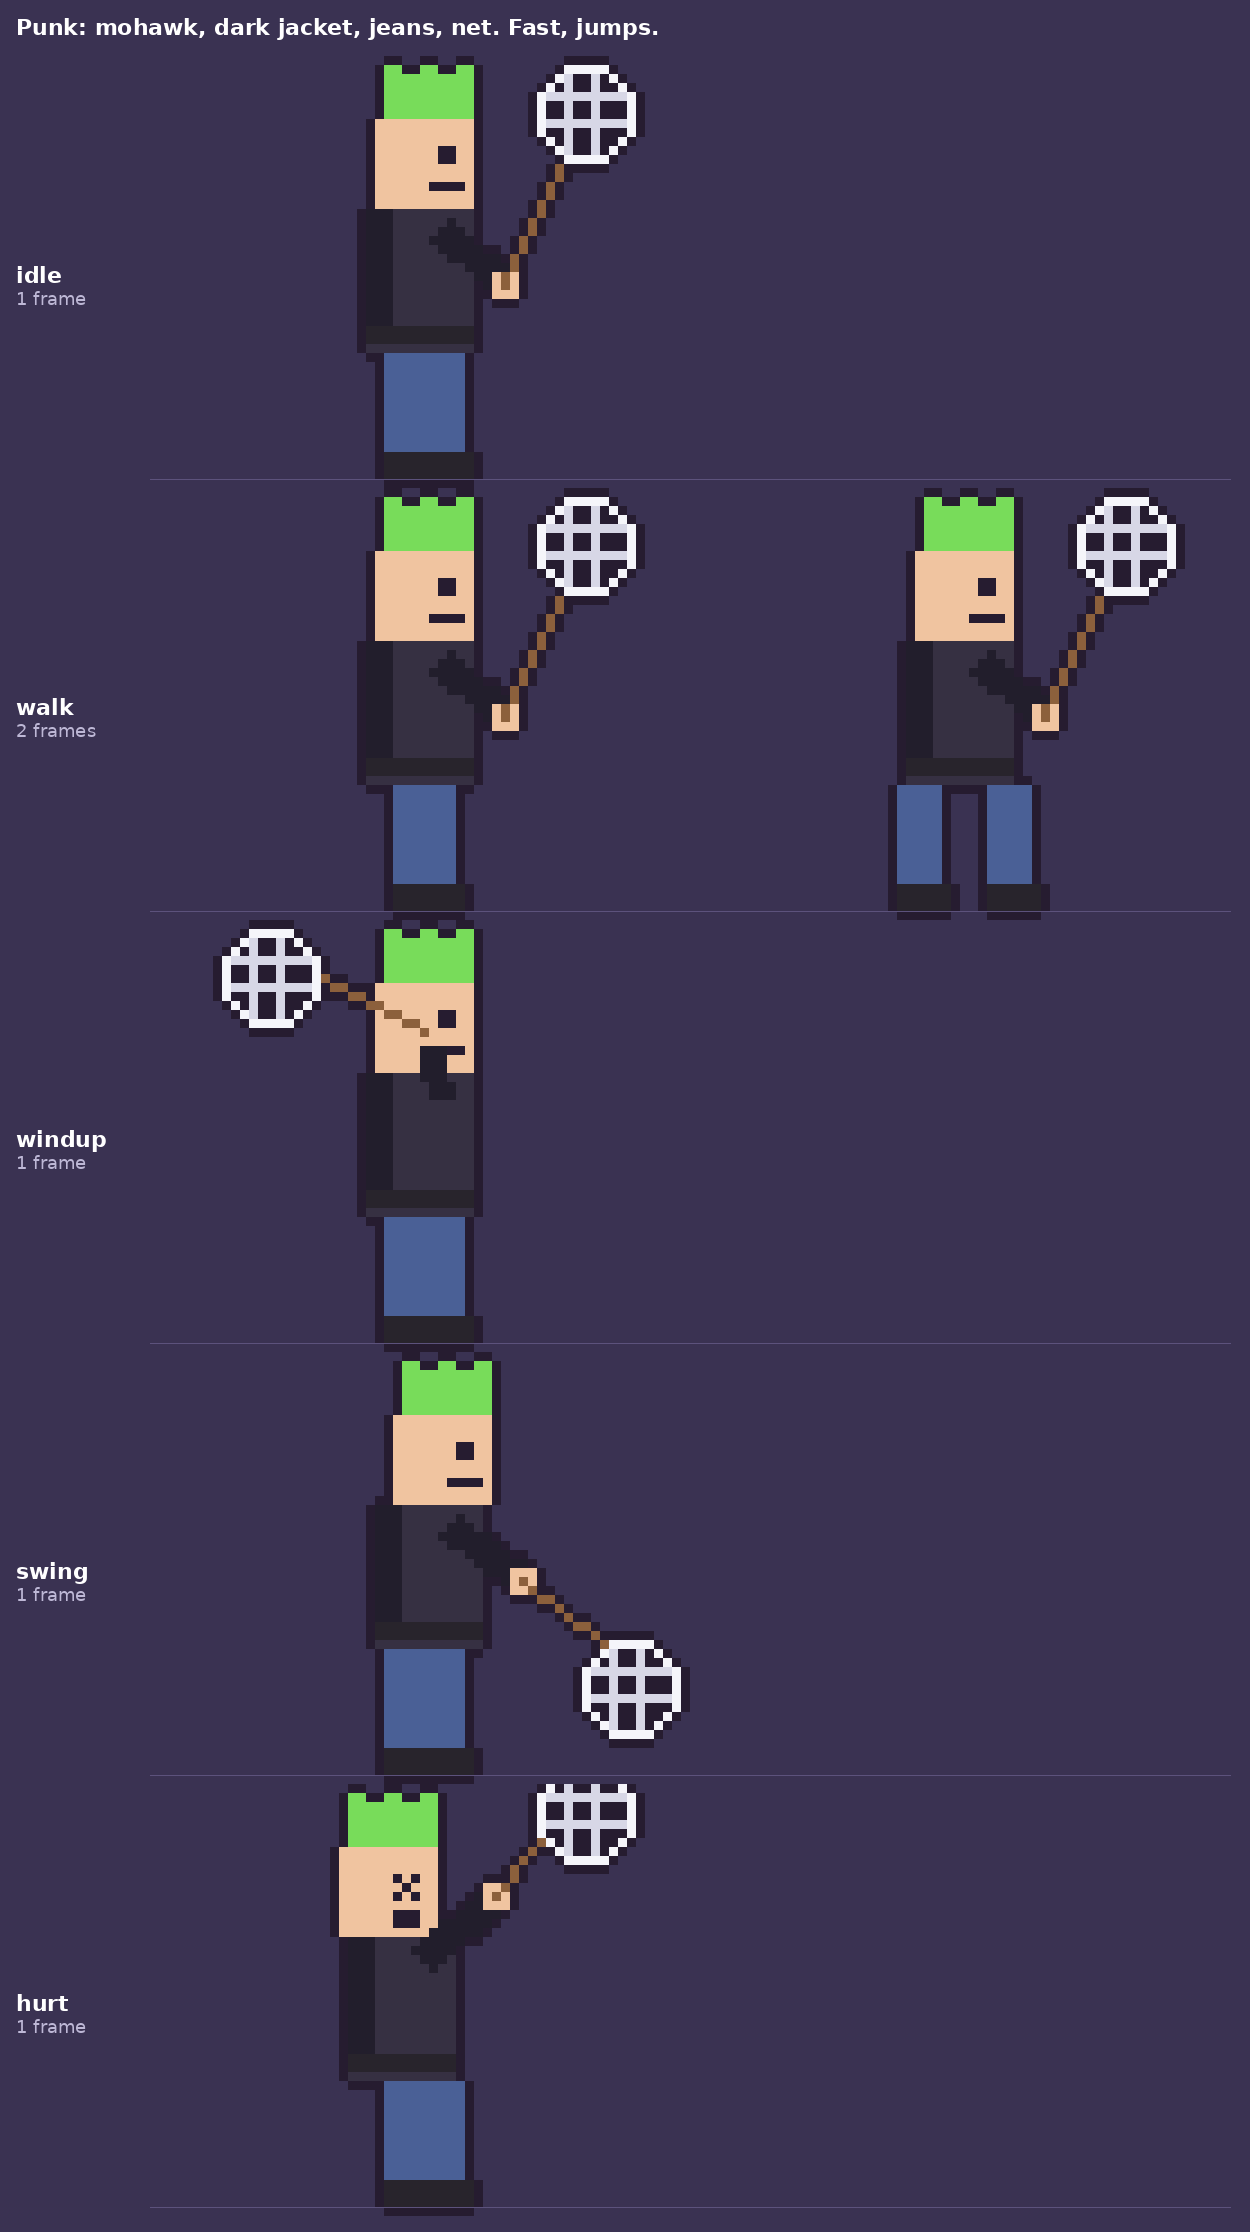 Punk: mohawk, dark jacket, jeans, net. Fast, jumps.
idle
1 frame
walk
2 frames
windup
1 frame
swing
1 frame
hurt
1 frame